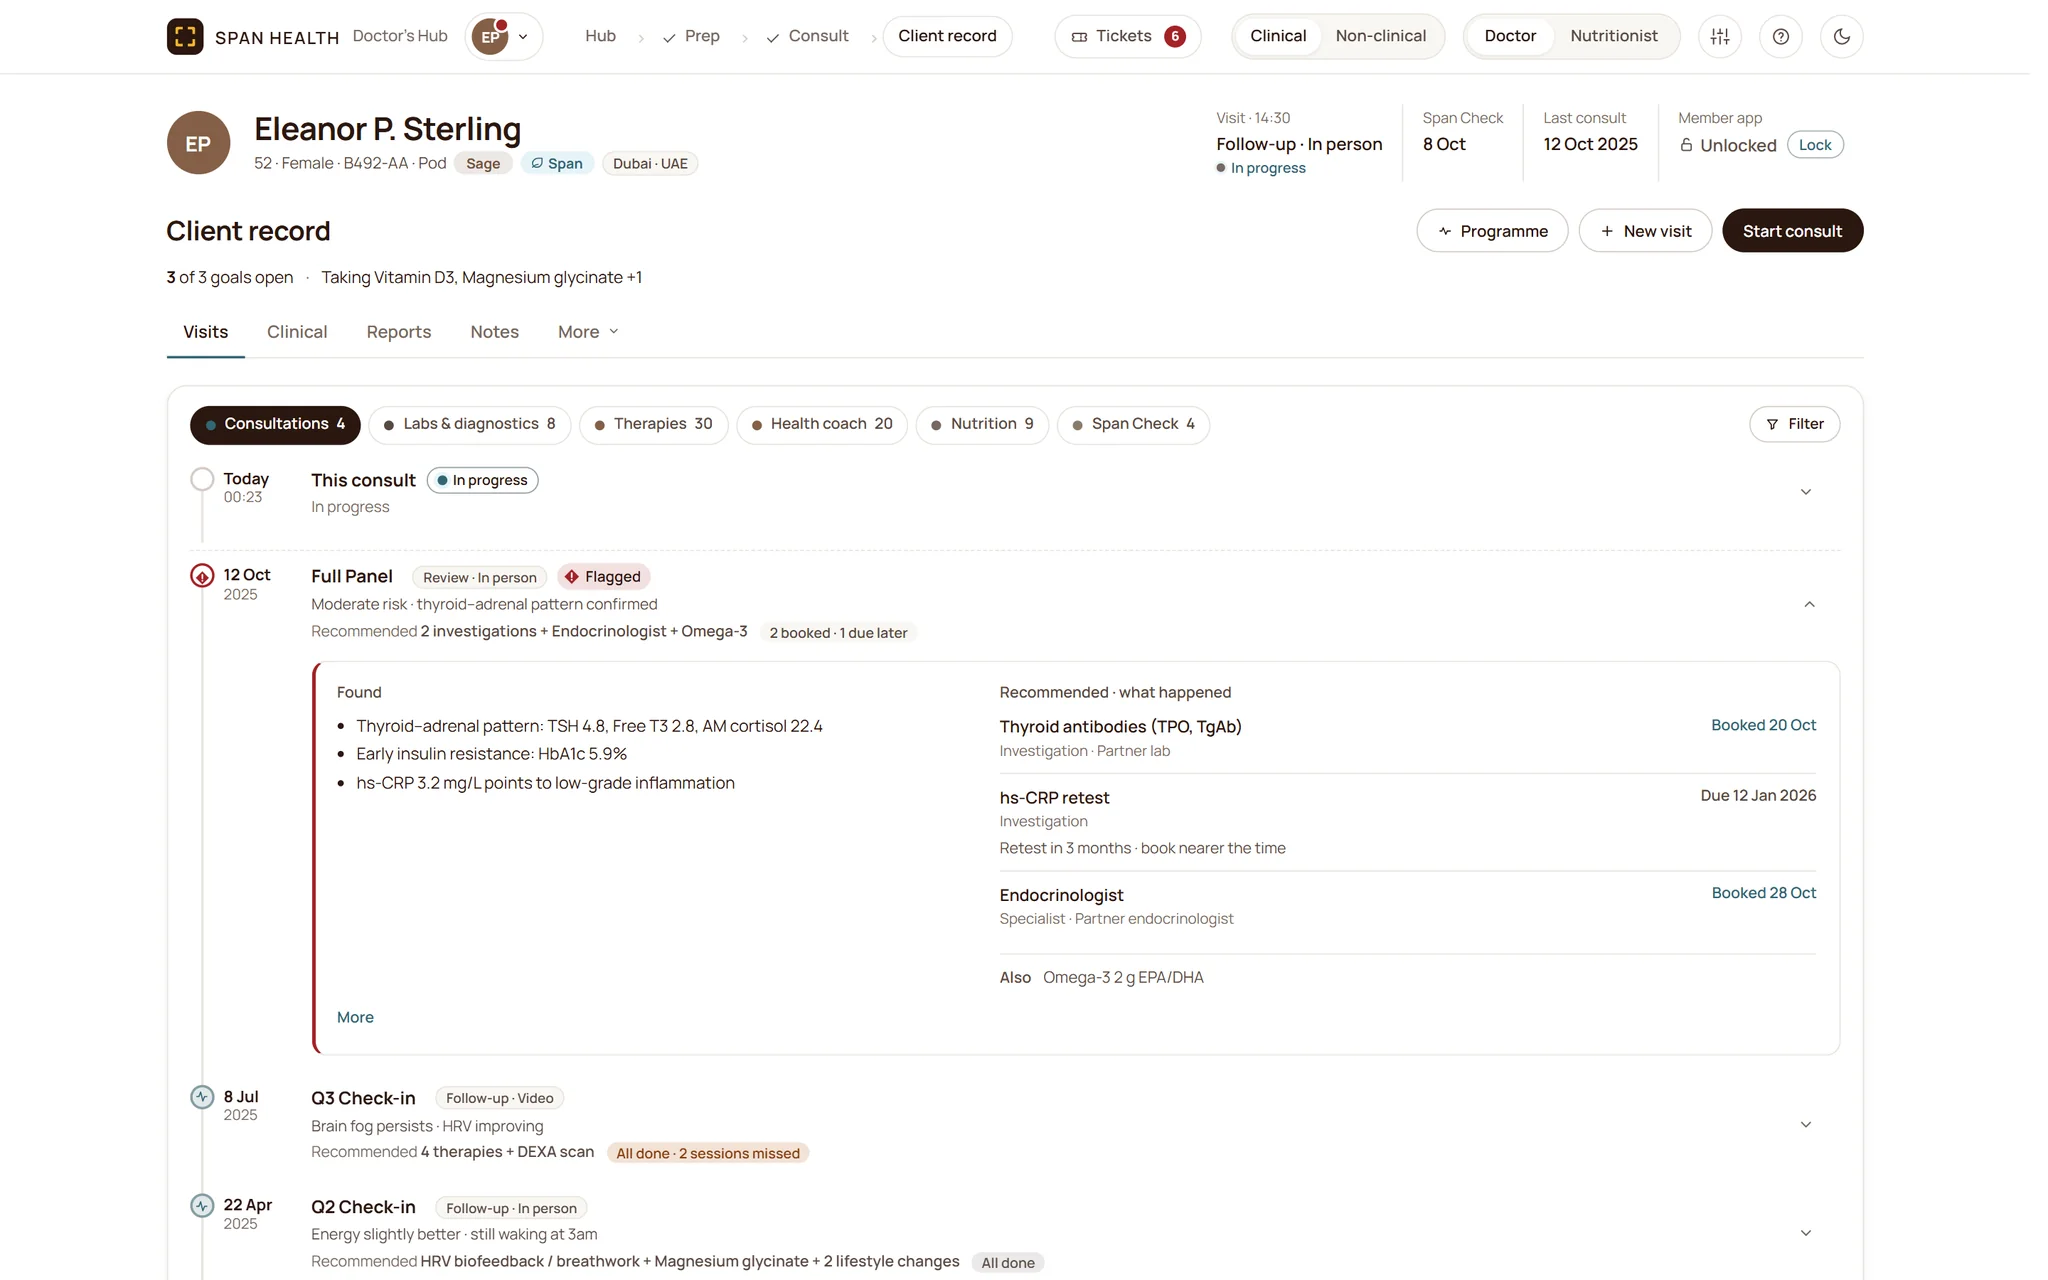 SPAN HEALTH Doctor's Hub EP Hub Prep Consult Client record Tickets 6 Clinical Non-clinical Doctor Nutritionist
EP
Eleanor P. Sterling
52 · Female · B492-AA · Pod Sage Span Dubai · UAE
Visit · 14:30
Follow-up · In person
In progress
Span Check
8 Oct
Last consult
12 Oct 2025
Member app
Unlocked Lock
Client record
Programme + New visit Start consult
3 of 3 goals open · Taking Vitamin D3, Magnesium glycinate +1
Visits Clinical Reports Notes More
Consultations 4 Labs & diagnostics 8 Therapies 30 Health coach 20 Nutrition 9 Span Check 4 Filter
Today
00:23
This consult In progress
In progress
12 Oct
2025
Full Panel Review · In person Flagged
Moderate risk · thyroid–adrenal pattern confirmed
Recommended 2 investigations + Endocrinologist + Omega-3 2 booked · 1 due later
Found
• Thyroid–adrenal pattern: TSH 4.8, Free T3 2.8, AM cortisol 22.4
• Early insulin resistance: HbA1c 5.9%
• hs-CRP 3.2 mg/L points to low-grade inflammation
More
Recommended · what happened
Thyroid antibodies (TPO, TgAb) Booked 20 Oct
Investigation · Partner lab
hs-CRP retest Due 12 Jan 2026
Investigation
Retest in 3 months · book nearer the time
Endocrinologist Booked 28 Oct
Specialist · Partner endocrinologist
Also Omega-3 2 g EPA/DHA
8 Jul
2025
Q3 Check-in Follow-up · Video
Brain fog persists · HRV improving
Recommended 4 therapies + DEXA scan All done · 2 sessions missed
22 Apr
2025
Q2 Check-in Follow-up · In person
Energy slightly better · still waking at 3am
Recommended HRV biofeedback / breathwork + Magnesium glycinate + 2 lifestyle changes All done